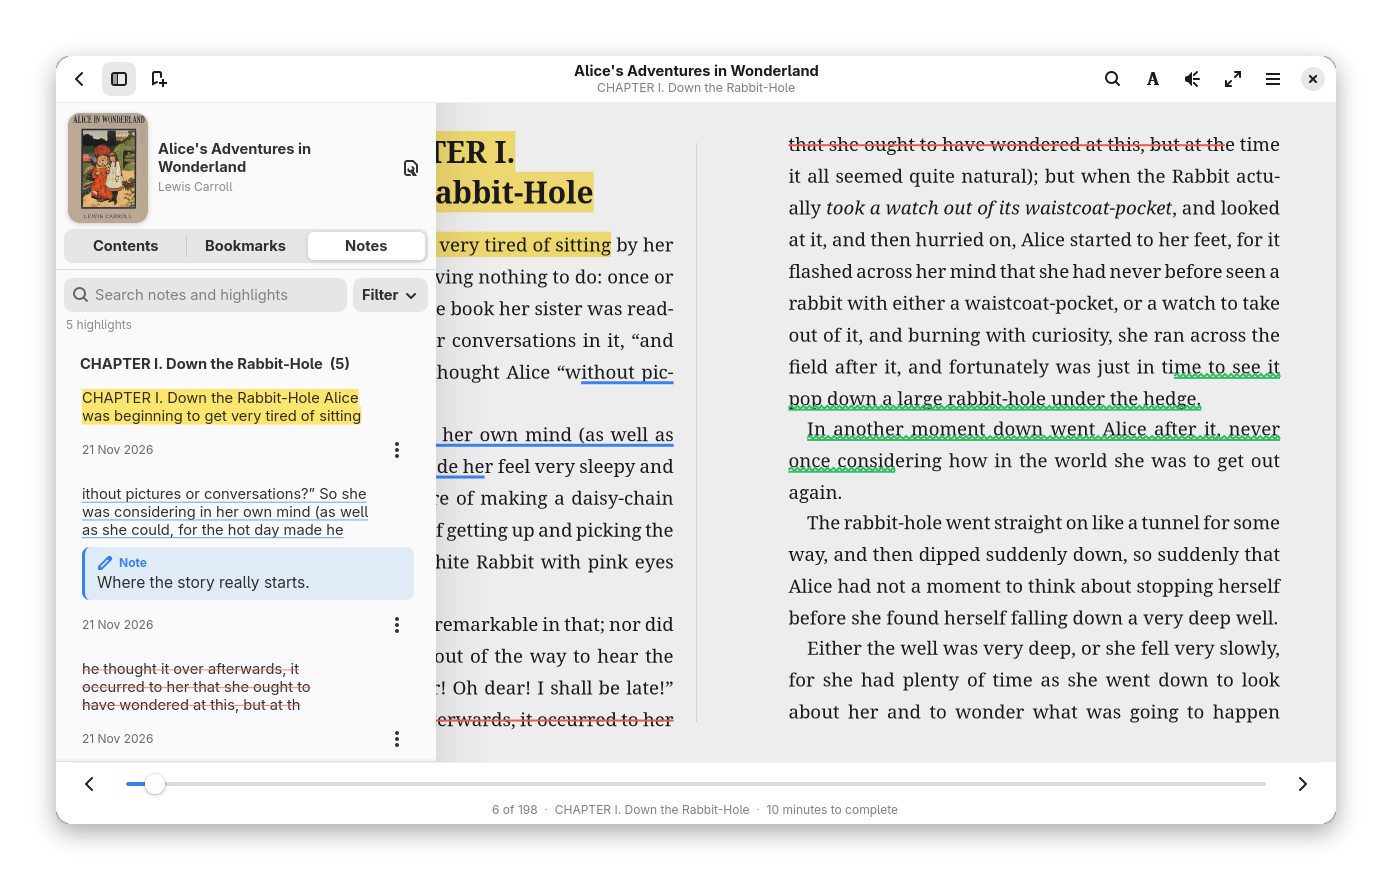 Alice's Adventures in Wonderland
CHAPTER I. Down the Rabbit-Hole
A
ALICE IN WONDERLAND
LEWIS CARROLL
Alice's Adventures in
Wonderland
Lewis Carroll
Contents
Bookmarks
Notes
Search notes and highlights
Filter
5 highlights
CHAPTER I. Down the Rabbit-Hole (5)
CHAPTER I. Down the Rabbit-Hole Alice
was beginning to get very tired of sitting
21 Nov 2026
ithout pictures or conversations?” So she
was considering in her own mind (as well
as she could, for the hot day made he
Note
Where the story really starts.
21 Nov 2026
he thought it over afterwards, it
occurred to her that she ought to
have wondered at this, but at th
21 Nov 2026
TER I.
abbit-Hole
very tired of sitting by her
ving nothing to do: once or
e book her sister was read-
r conversations in it, “and
hought Alice “without pic-
her own mind (as well as
de her feel very sleepy and
re of making a daisy-chain
f getting up and picking the
hite Rabbit with pink eyes
remarkable in that; nor did
out of the way to hear the
r! Oh dear! I shall be late!”
erwards, it occurred to her
that she ought to have wondered at this, but at the time
it all seemed quite natural); but when the Rabbit actu-
ally took a watch out of its waistcoat-pocket, and looked
at it, and then hurried on, Alice started to her feet, for it
flashed across her mind that she had never before seen a
rabbit with either a waistcoat-pocket, or a watch to take
out of it, and burning with curiosity, she ran across the
field after it, and fortunately was just in time to see it
pop down a large rabbit-hole under the hedge.
In another moment down went Alice after it, never
once considering how in the world she was to get out
again.
The rabbit-hole went straight on like a tunnel for some
way, and then dipped suddenly down, so suddenly that
Alice had not a moment to think about stopping herself
before she found herself falling down a very deep well.
Either the well was very deep, or she fell very slowly,
for she had plenty of time as she went down to look
about her and to wonder what was going to happen
6 of 198 · CHAPTER I. Down the Rabbit-Hole · 10 minutes to complete